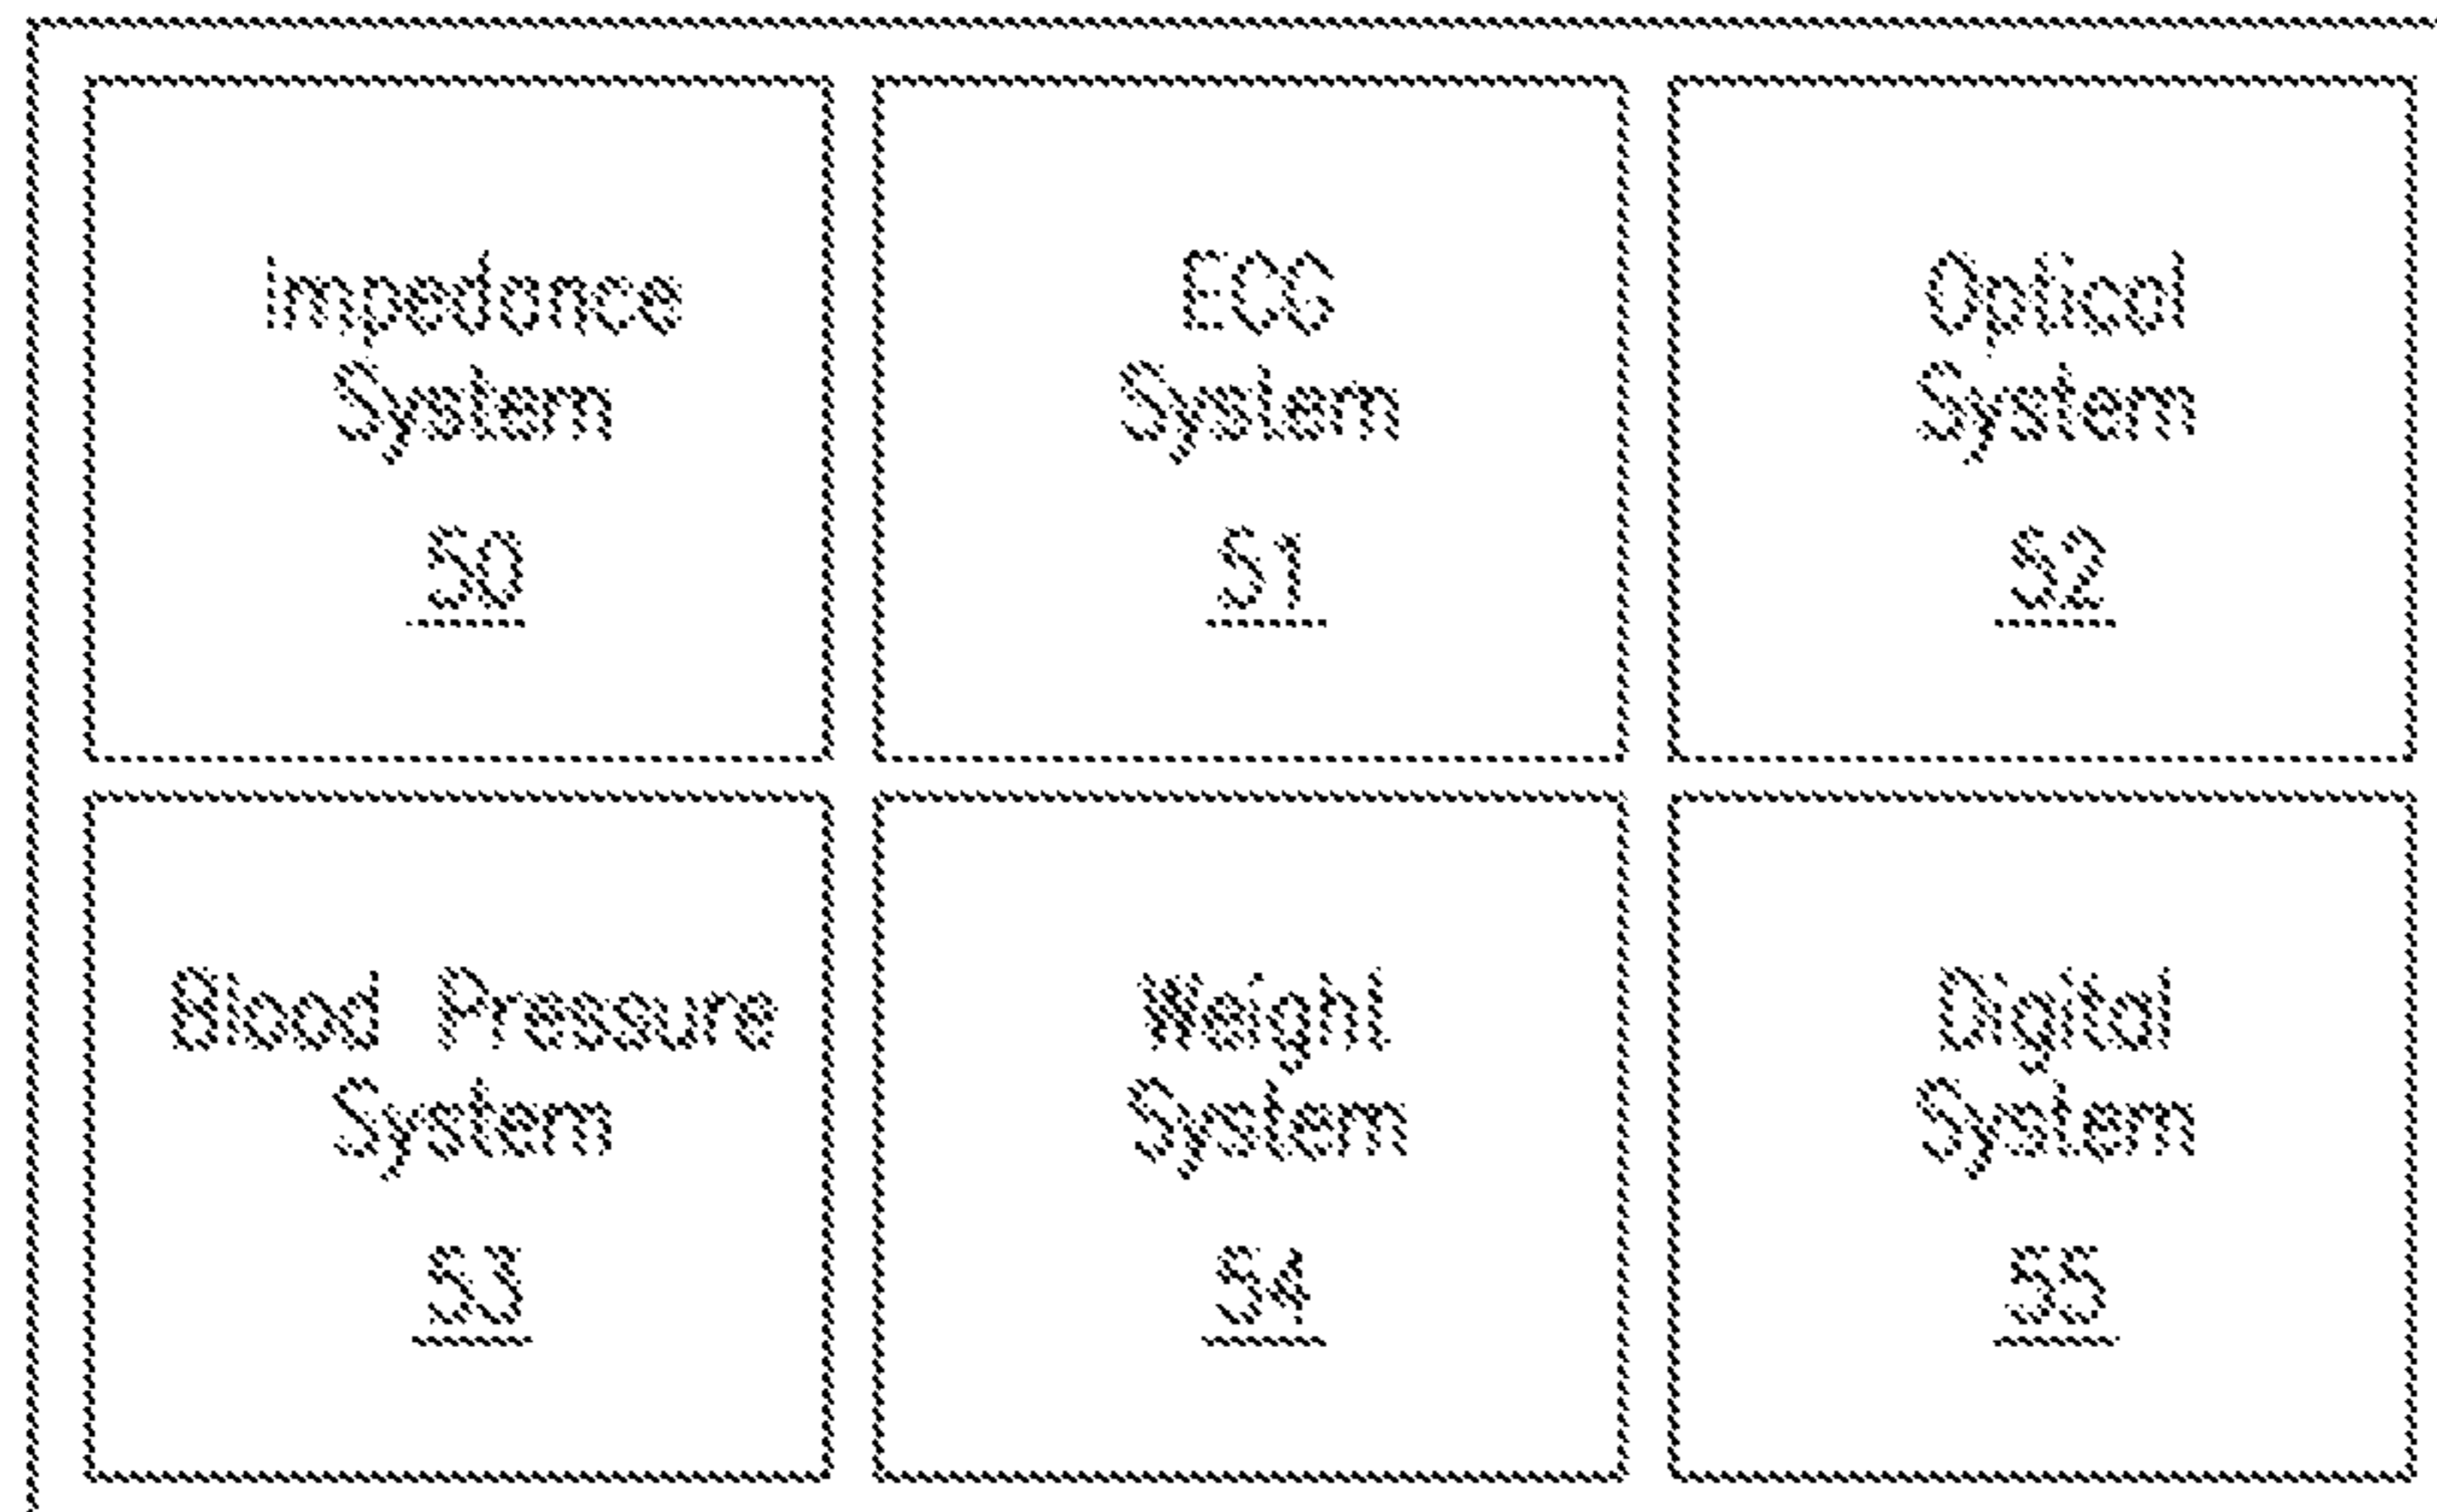 Impedance
System
50
ECG
System
51
Optical
System
52
Blood Pressure
System
53
Weight
System
54
Digital
System
55